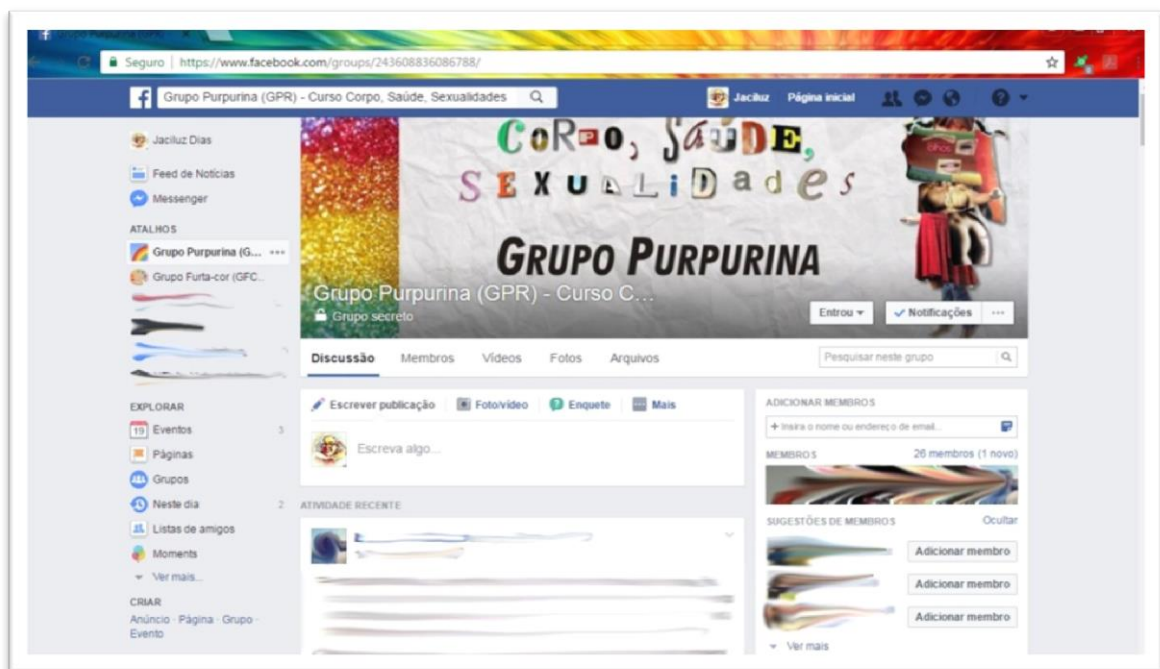 Grupo Purpurina (GPR)
Seguro | https://www.facebook.com/groups/243608836086788/
Grupo Purpurina (GPR) - Curso Corpo, Saúde, Sexualidades
Jaciluz Página inicial
Jaciluz Dias
Feed de Notícias
Messenger
ATALHOS
Grupo Purpurina (G...
Grupo Furta-cor (GFC...
EXPLORAR
Eventos 3
19
Páginas
Grupos
Neste dia 2
Listas de amigos
Moments
Ver mais...
CRIAR
Anúncio · Página · Grupo ·
Evento
CORPO, SAÚDE,
SEXUALiDades
GRUPO PURPURINA
Grupo Purpurina (GPR) - Curso C...
Grupo secreto
Entrou
Notificações
Discussão Membros Vídeos Fotos Arquivos
Pesquisar neste grupo
Escrever publicação Foto/vídeo Enquete Mais
Escreva algo...
ATIVIDADE RECENTE
ADICIONAR MEMBROS
+ Insira o nome ou endereço de email...
MEMBROS 26 membros (1 novo)
SUGESTÕES DE MEMBROS Ocultar
Adicionar membro
Adicionar membro
Adicionar membro
Ver mais